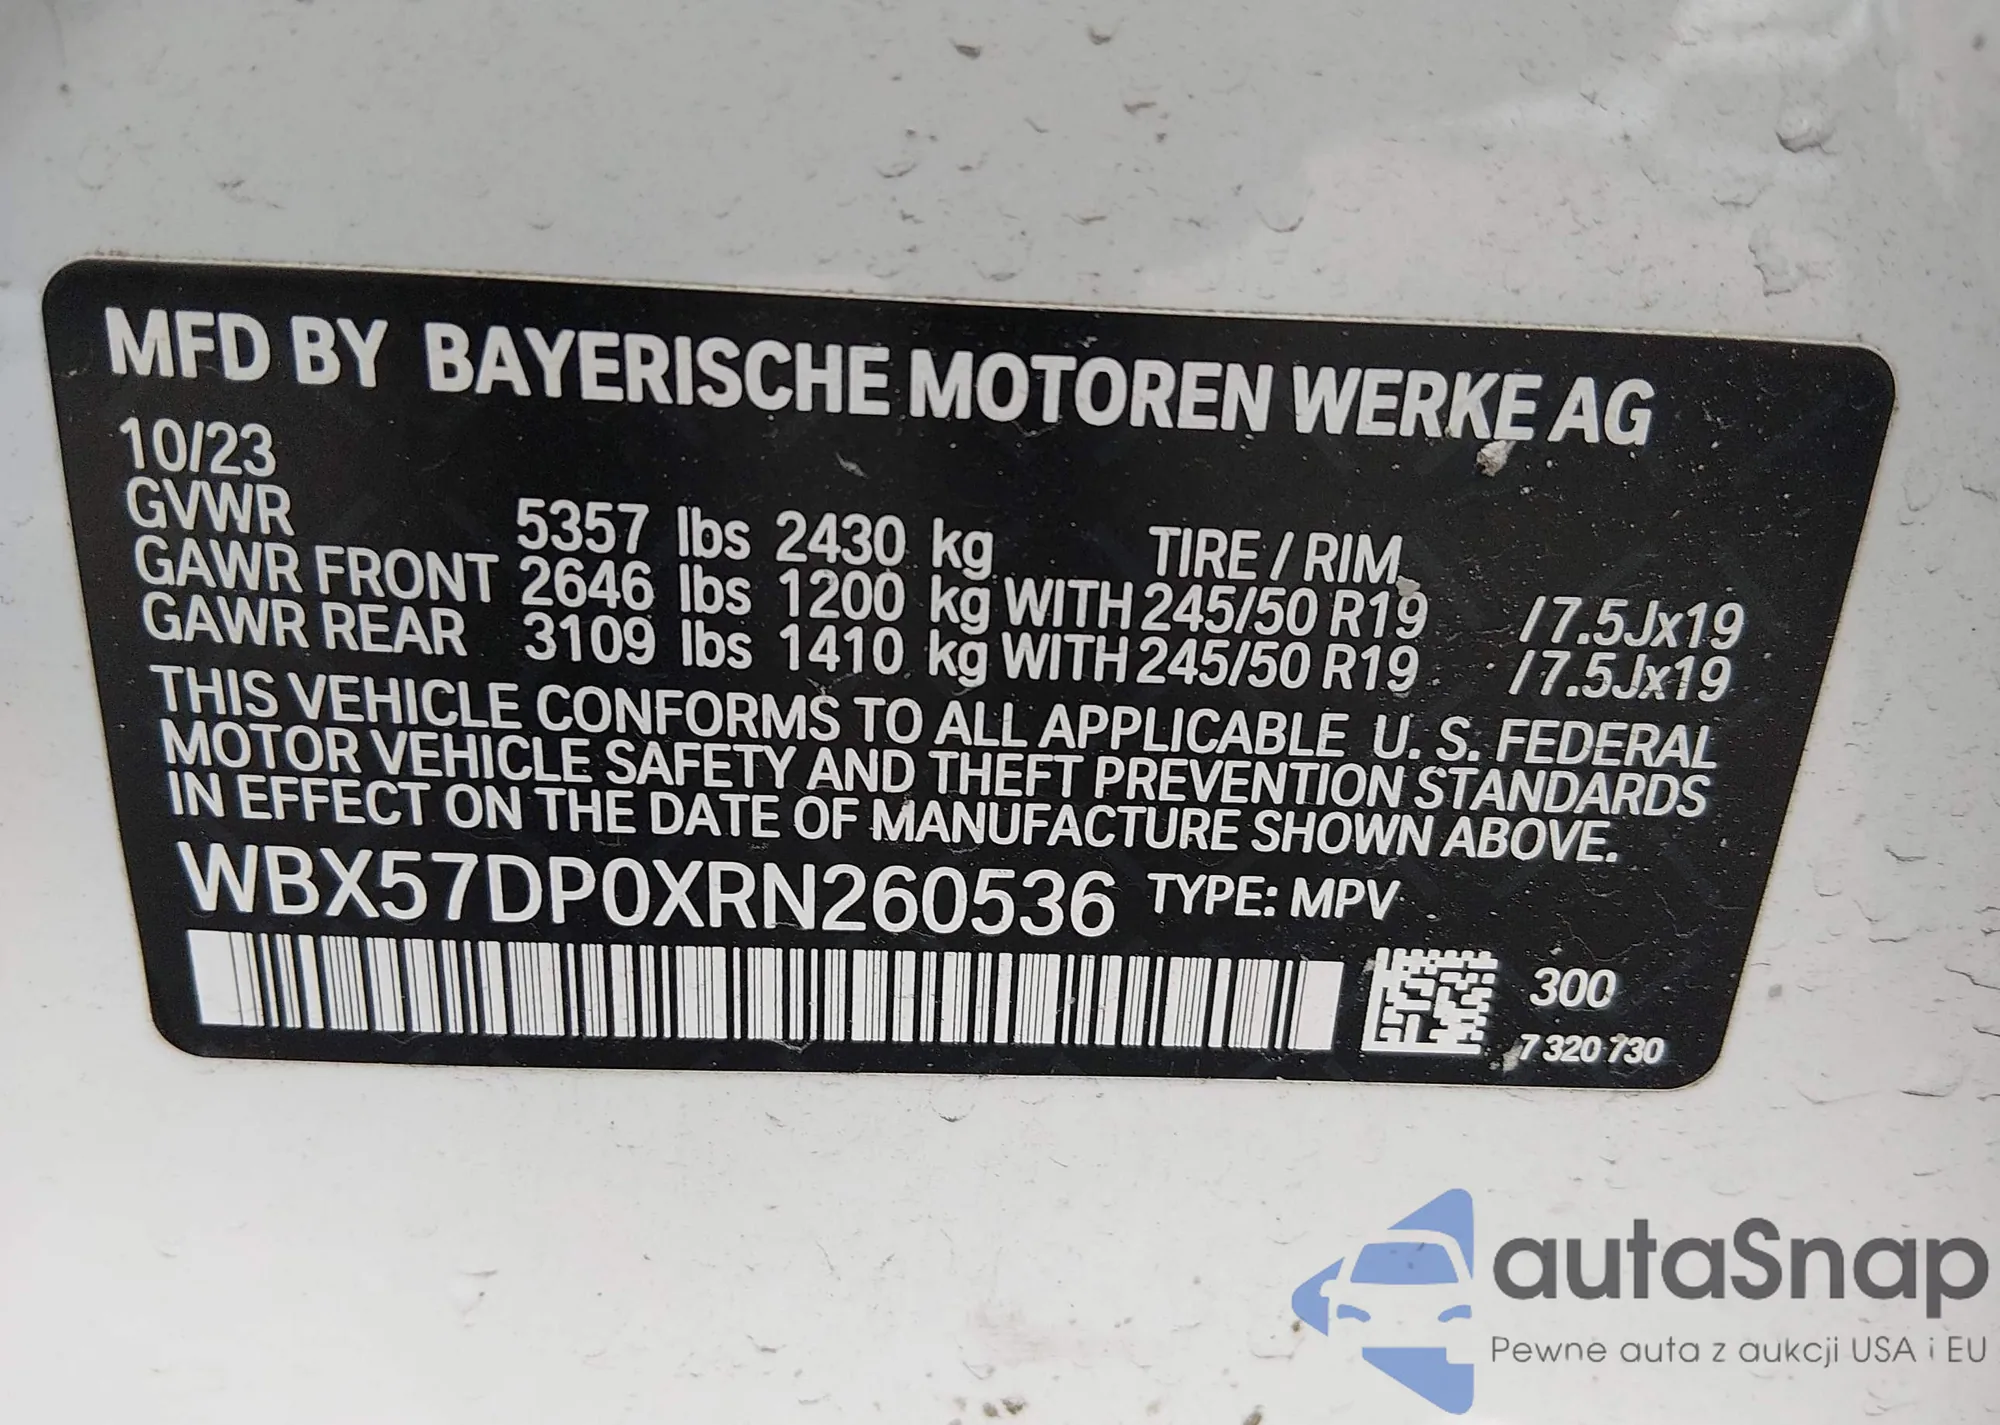 MFD BY BAYERISCHE MOTOREN WERKE AG
10/23
GVWR 5357 lbs 2430 kg TIRE / RIM
GAWR FRONT 2646 lbs 1200 kg WITH 245/50 R19 /7.5Jx19
GAWR REAR 3109 lbs 1410 kg WITH 245/50 R19 /7.5Jx19
THIS VEHICLE CONFORMS TO ALL APPLICABLE U. S. FEDERAL
MOTOR VEHICLE SAFETY AND THEFT PREVENTION STANDARDS
IN EFFECT ON THE DATE OF MANUFACTURE SHOWN ABOVE.
WBX57DP0XRN260536 TYPE: MPV
300
7 320 730
autaSnap
Pewne auta z aukcji USA i EU